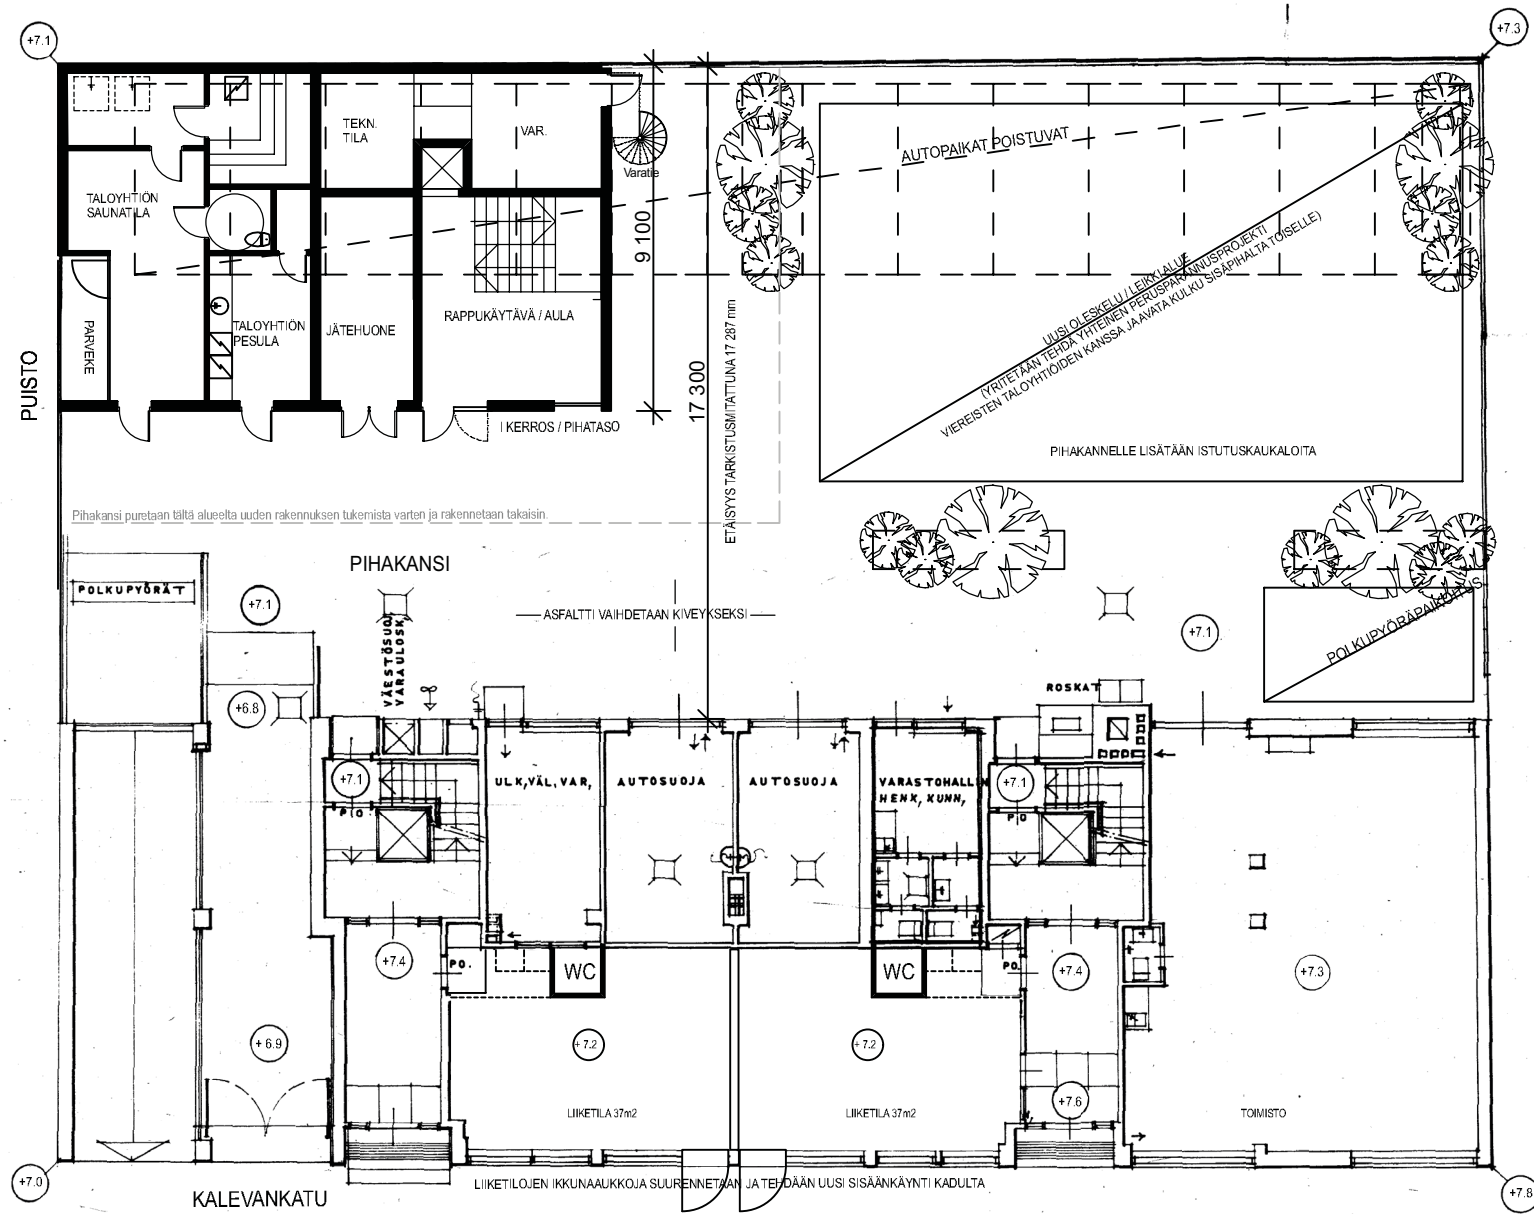 +7.1
+7.3
TEKN.
TILA
VAR.
Varatie
AUTOPAIKAT POISTUVAT
TALOYHTIÖN
SAUNATILA
9 100
PARVEKE
TALOYHTIÖN
PESULA
JÄTEHUONE
RAPPUKÄYTÄVÄ / AULA
PUISTO
17 300
ETÄISYYS TARKISTUSMITATTUNA 17 287 mm
UUSI OLESKELU / LEIKKIALUE
(YRITETÄÄN TEHDÄ YHTEINEN PERUSPARANNUSPROJEKTI
VIEREISTEN TALOYHTIÖIDEN KANSSA JA AVATA KULKU SISÄPIHALTA TOISELLE)
I KERROS / PIHATASO
PIHAKANNELLE LISÄTÄÄN ISTUTUSKAUKALOITA
Pihakansi puretaan tältä alueelta uuden rakennuksen tukemista varten ja rakennetaan takaisin.
PIHAKANSI
POLKUPYÖRÄT
+7.1
ASFALTTI VAIHDETAAN KIVEYKSEKSI
+7.1
POLKUPYÖRÄPAIKOITUS
VÄESTÖSUOJ
VARAULOSK,
ROSKAT
+6.8
+7.1
ULK,VÄL,VAR,
AUTOSUOJA
AUTOSUOJA
VARASTOHALLIN
HENK, KUNN,
+7.1
PO
PO
+7.4
PO.
WC
WC
PO.
+7.4
+7.3
+ 6.9
+ 7.2
+ 7.2
+7.6
LIIKETILA 37m2
LIIKETILA 37m2
TOIMISTO
+7.0
KALEVANKATU
LIIKETILOJEN IKKUNAAUKKOJA SUURENNETAAN JA TEHDÄÄN UUSI SISÄÄNKÄYNTI KADULTA
+7.8